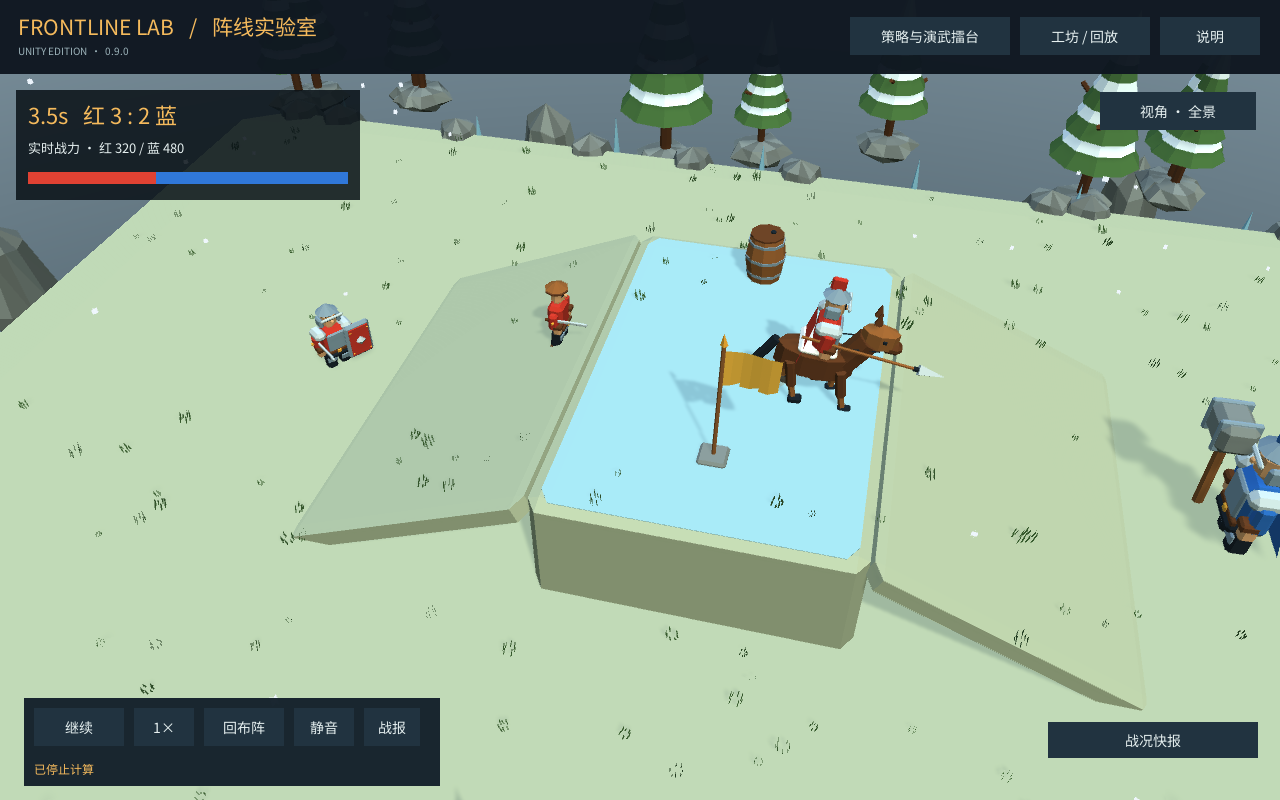 FRONTLINE LAB / 阵线实验室
UNITY EDITION · 0.9.0
策略与演武擂台
工坊 / 回放
说明
3.5s 红 3 : 2 蓝
实时战力 · 红 320 / 蓝 480
视角 · 全景
继续
1×
回布阵
静音
战报
已停止计算
战况快报